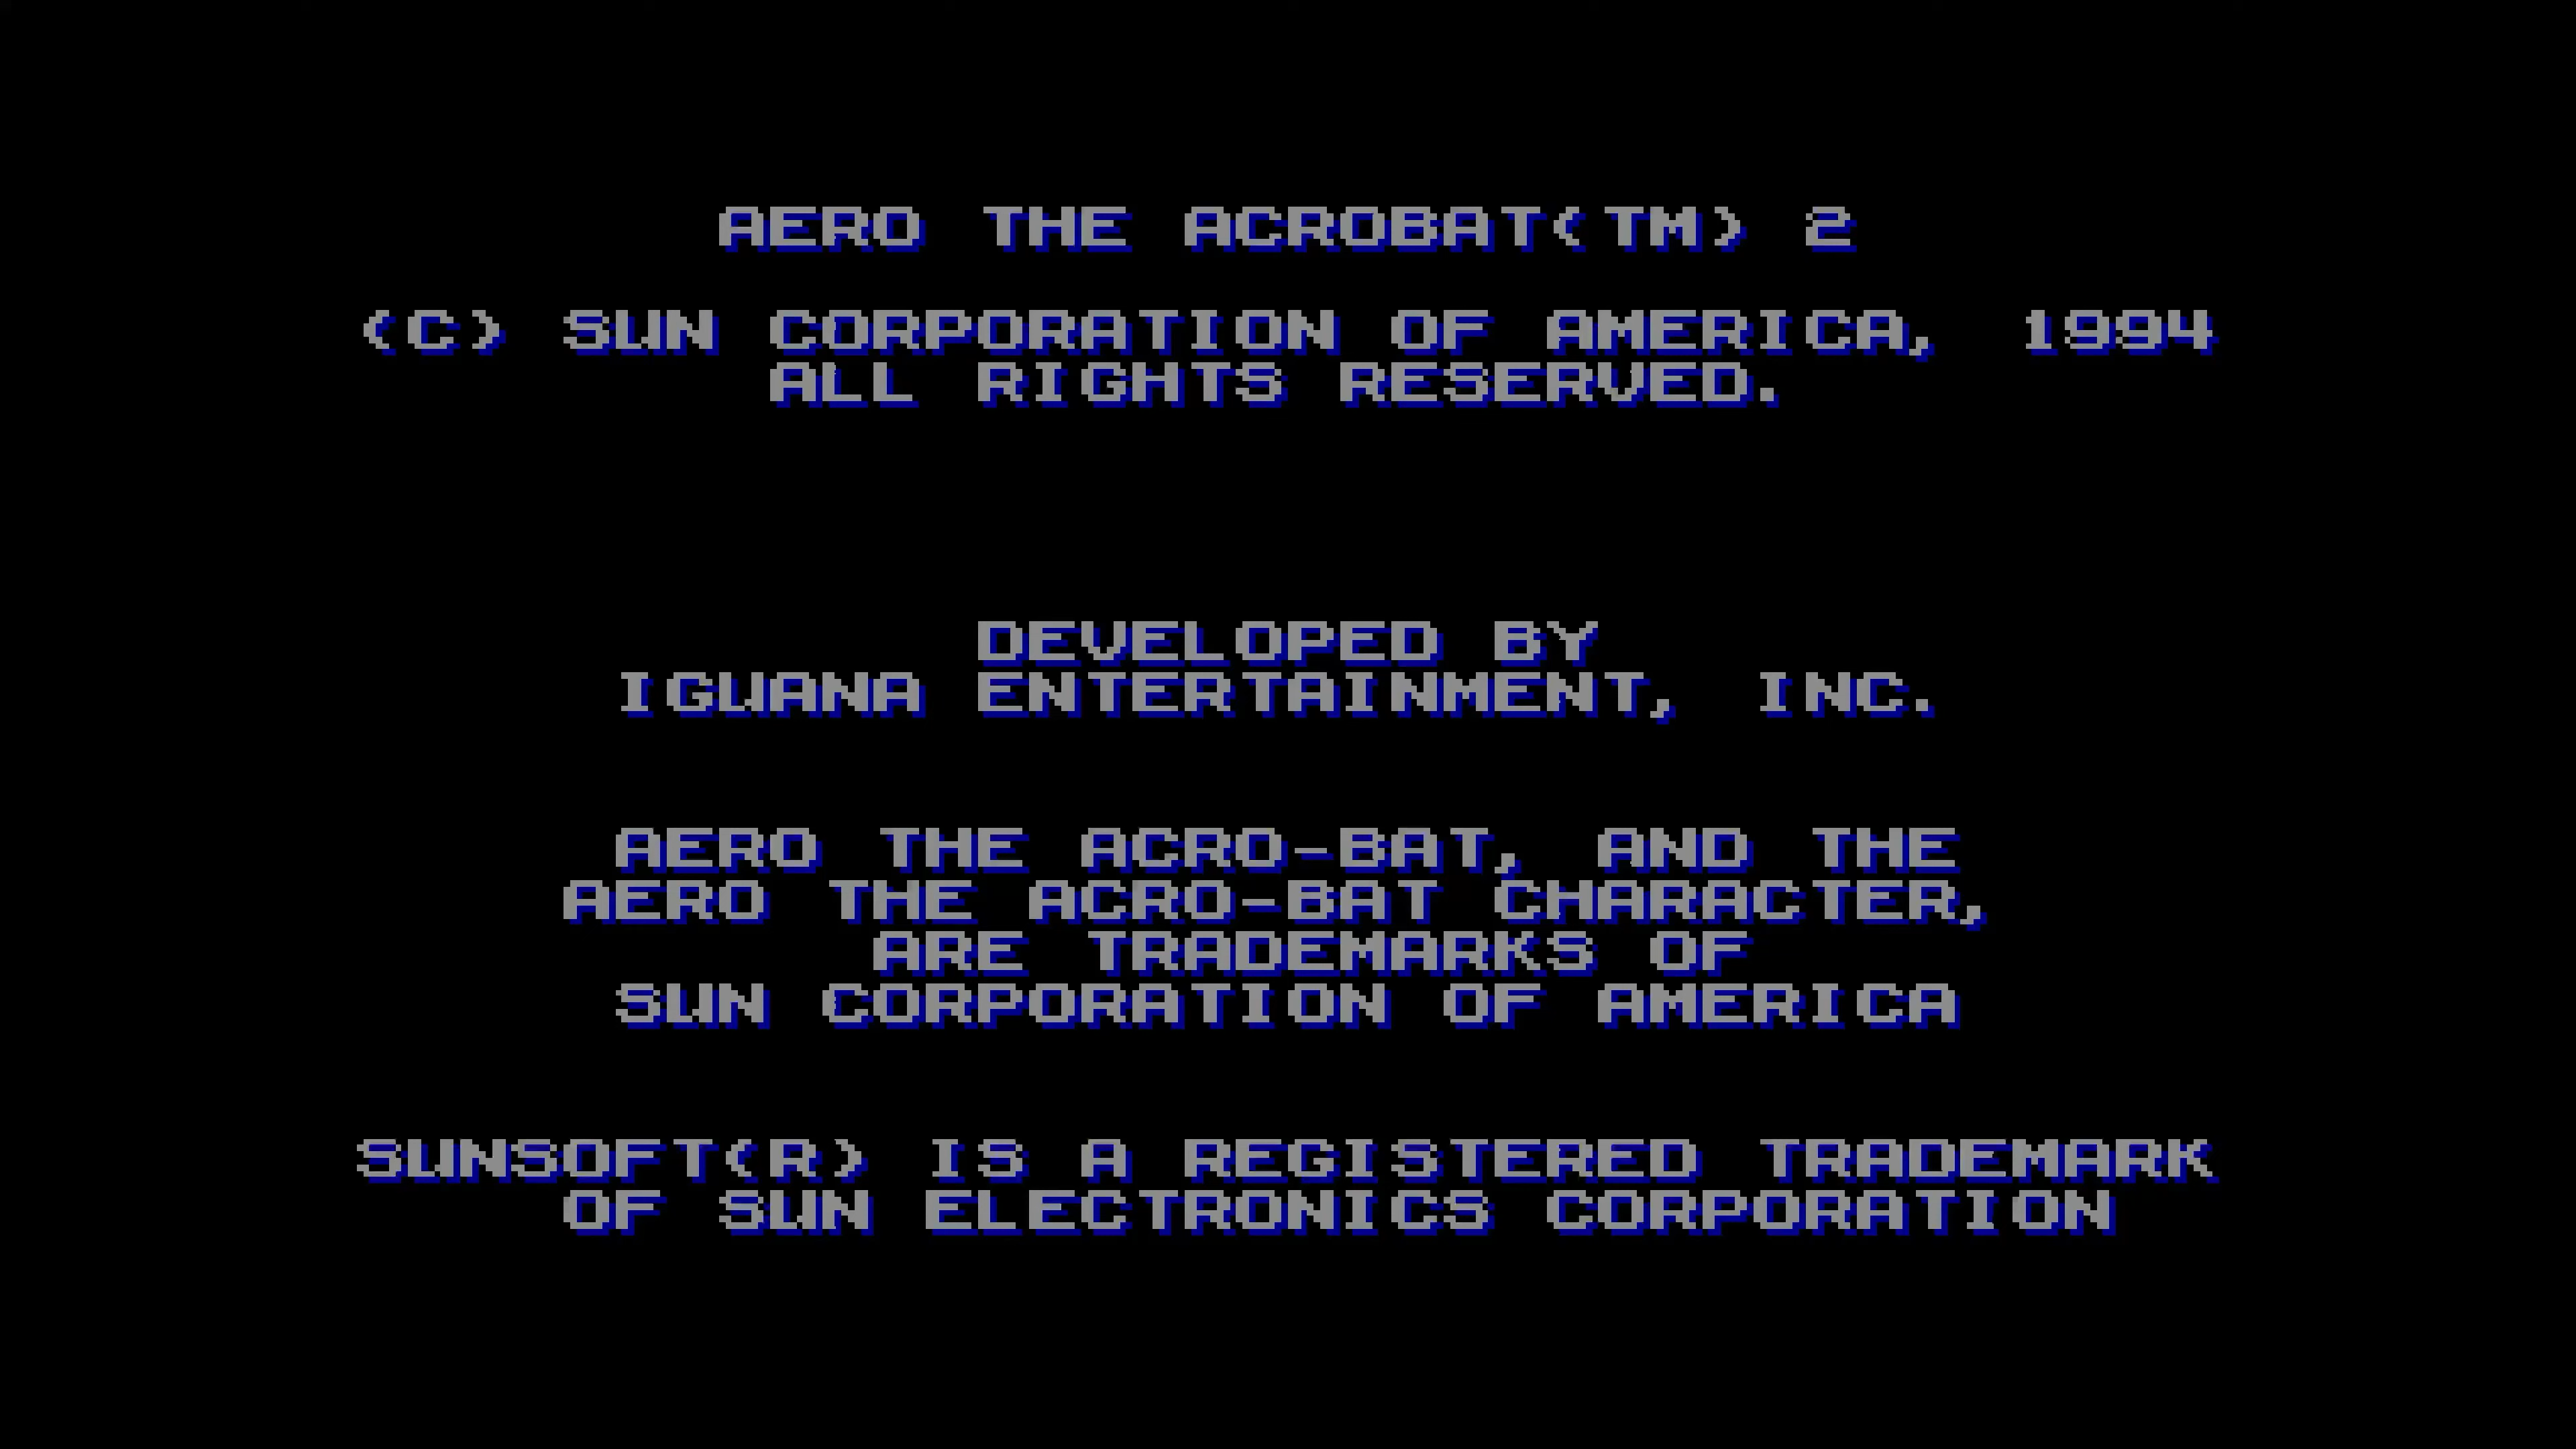 AERO THE ACROBAT(TM) 2
(C) SUN CORPORATION OF AMERICA, 1994
ALL RIGHTS RESERVED.
DEVELOPED BY
IGUANA ENTERTAINMENT, INC.
AERO THE ACRO-BAT, AND THE
AERO THE ACRO-BAT CHARACTER,
ARE TRADEMARKS OF
SUN CORPORATION OF AMERICA
SUNSOFT(R) IS A REGISTERED TRADEMARK
OF SUN ELECTRONICS CORPORATION